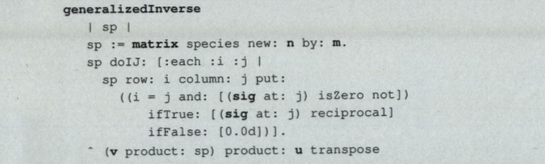 generalizedInverse
| sp |
sp := matrix species new: n by: m.
sp doIJ: [:each :i :j |
sp row: i column: j put:
((i = j and: [(sig at: j) isZero not])
ifTrue: [(sig at: j) reciprocal]
ifFalse: [0.0d])].
^ (v product: sp) product: u transpose